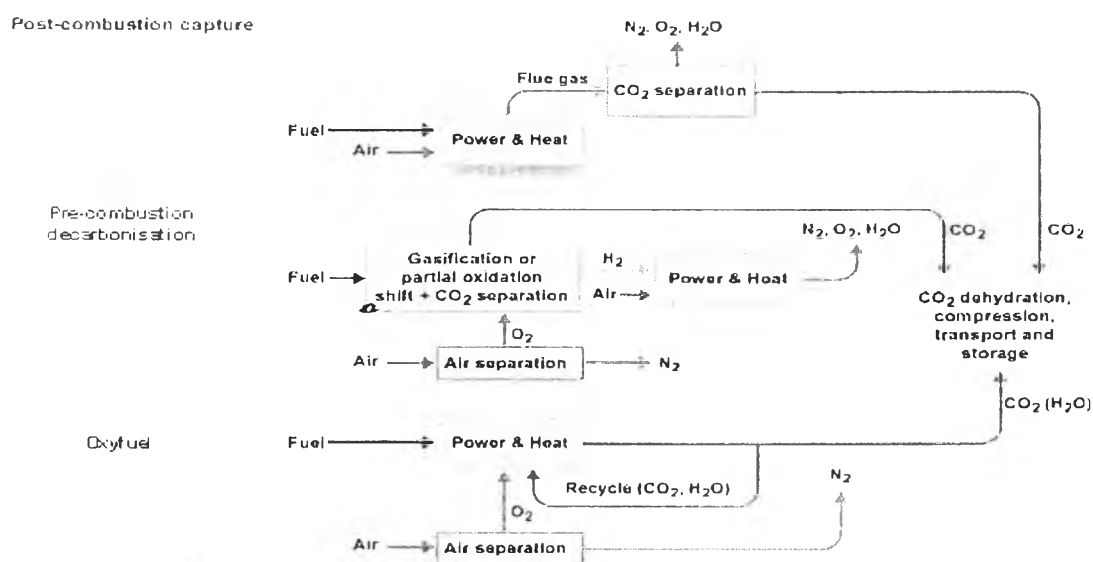 Post-combustion capture
N₂, O₂, H₂O
Flue gas
CO₂ separation
Fuel
Air
Power & Heat
Pre-combustion
decarbonisation
N₂, O₂, H₂O
CO₂
CO₂
Fuel
Gasification or
partial oxidation
shift + CO₂ separation
H₂
Air
Power & Heat
CO₂ dehydration,
compression,
transport and
storage
O₂
Air
Air separation
N₂
CO₂ (H₂O)
Oxyfuel
Fuel
Power & Heat
Recycle (CO₂, H₂O)
N₂
O₂
Air
Air separation